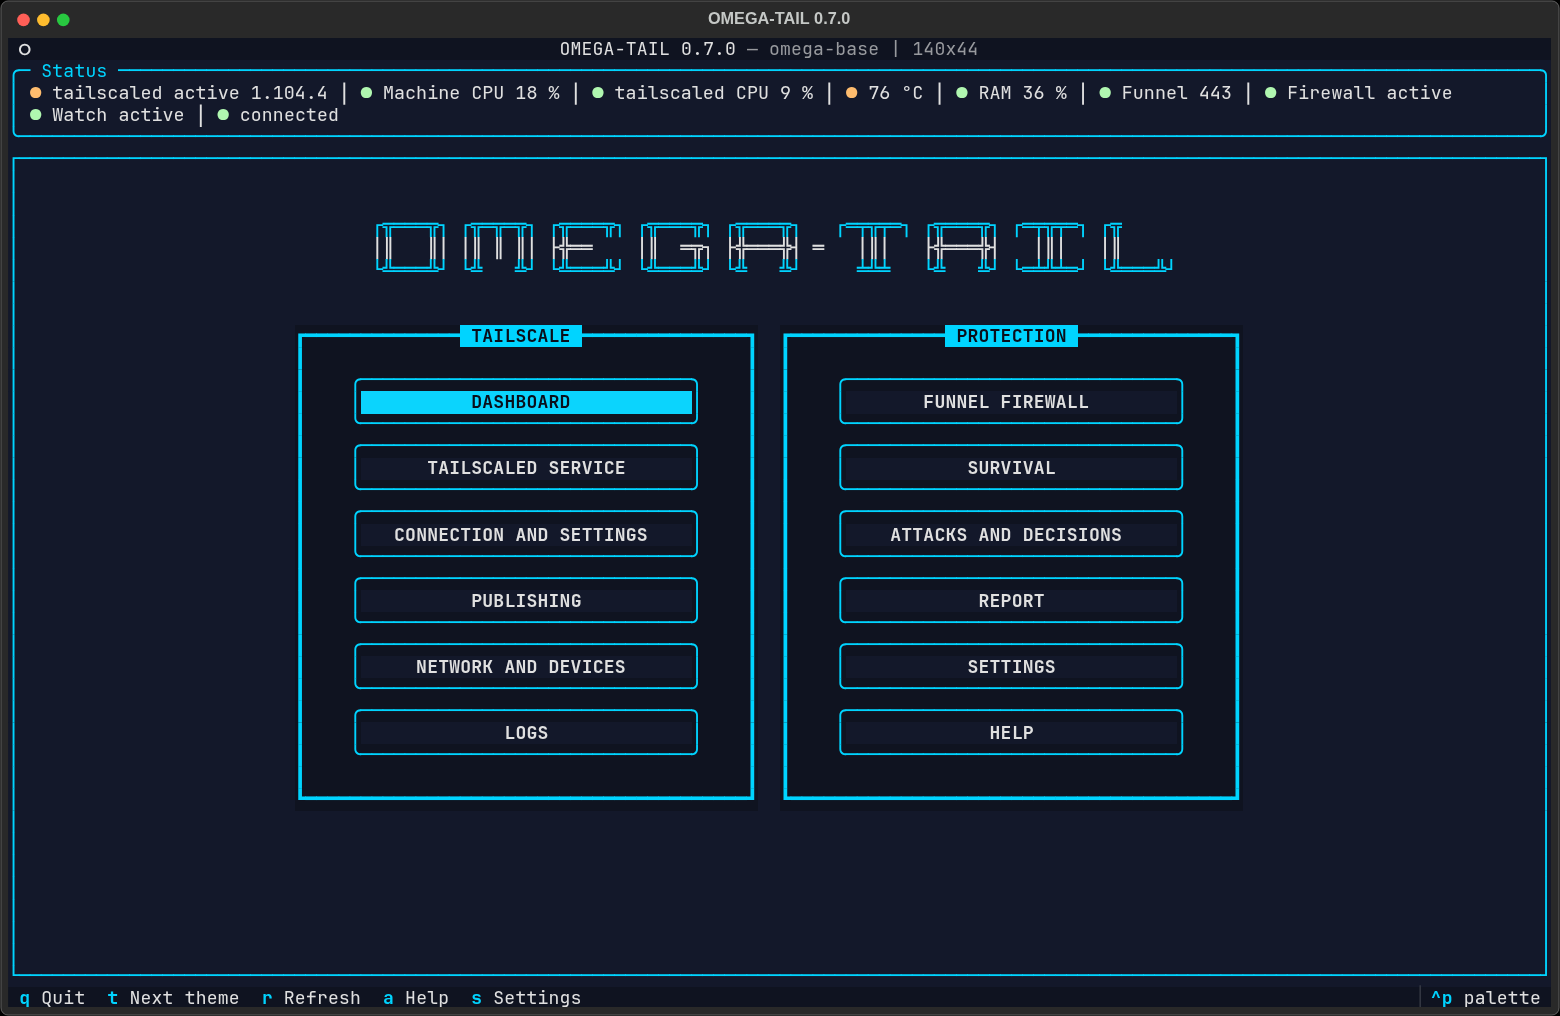 OMEGA-TAIL 0.7.0
OMEGA-TAIL 0.7.0 — omega-base | 140x44
Status
● tailscaled active 1.104.4 │ ● Machine CPU 18 % │ ● tailscaled CPU 9 % │ ● 76 °C │ ● RAM 36 % │ ● Funnel 443 │ ● Firewall active
● Watch active │ ● connected
OMEGA-TAIL
TAILSCALE
DASHBOARD
TAILSCALED SERVICE
CONNECTION AND SETTINGS
PUBLISHING
NETWORK AND DEVICES
LOGS
PROTECTION
FUNNEL FIREWALL
SURVIVAL
ATTACKS AND DECISIONS
REPORT
SETTINGS
HELP
q Quit t Next theme r Refresh a Help s Settings ^p palette